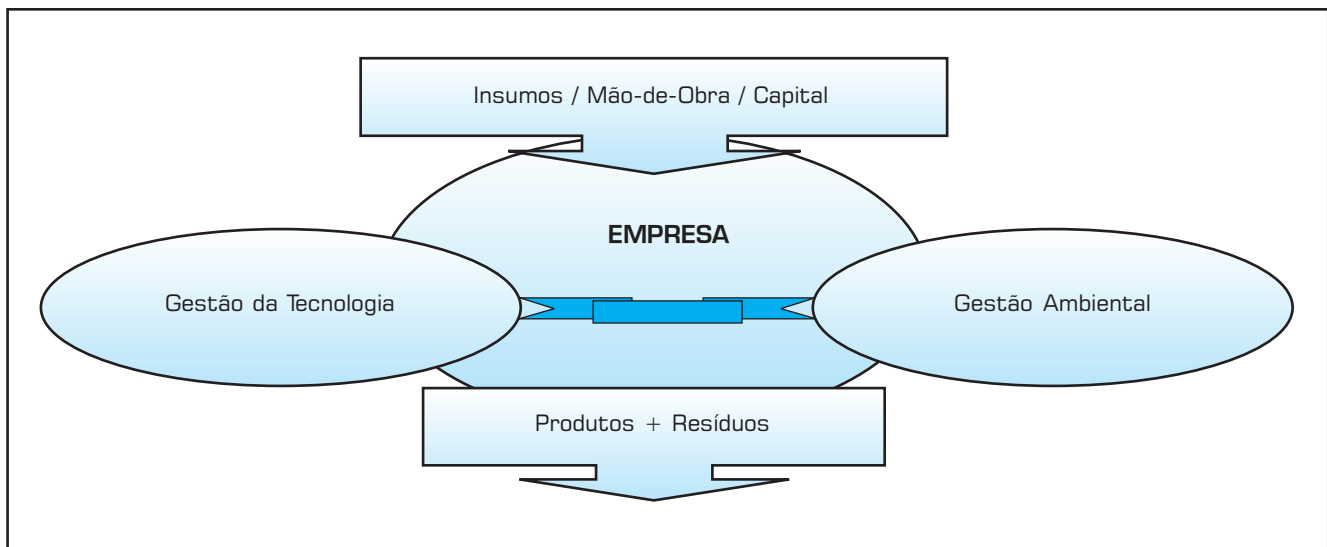 Insumos / Mão-de-Obra / Capital
EMPRESA
Gestão da Tecnologia
Gestão Ambiental
Produtos + Resíduos